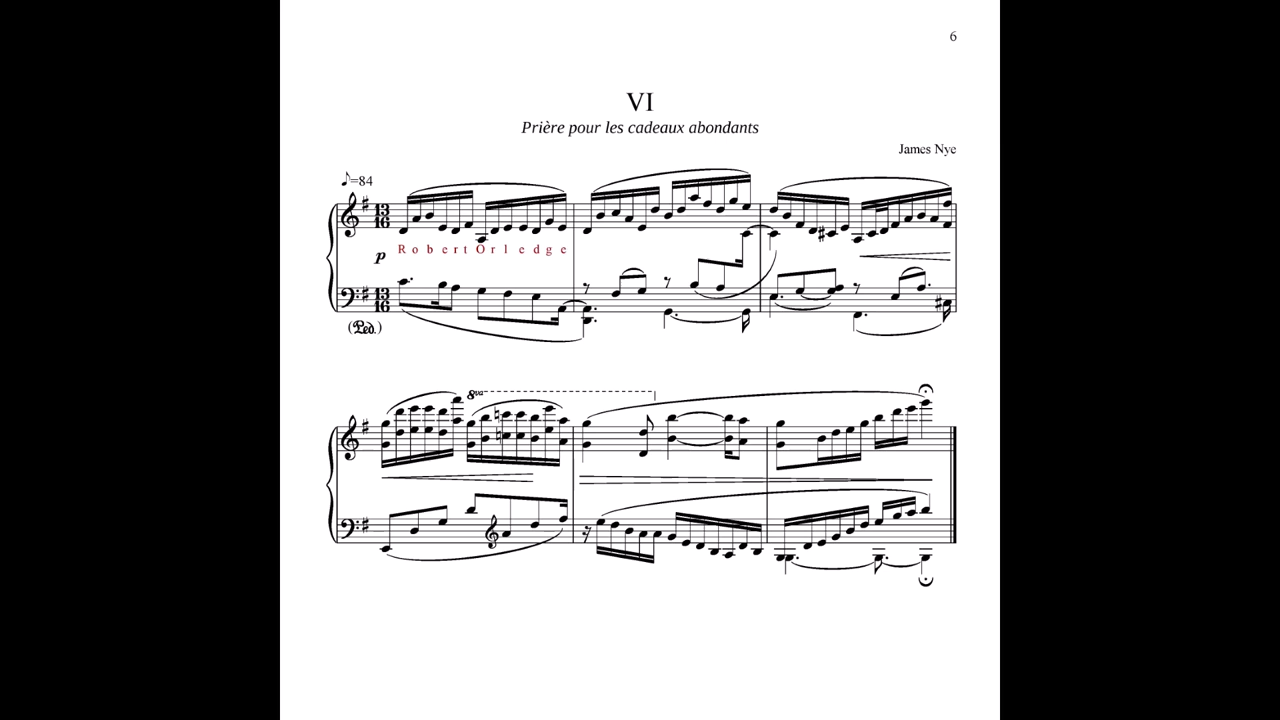 6
VI
Prière pour les cadeaux abondants
James Nye
♪=84
13 16
p
R o b e r t O r l e d g e
13 16
(Ped.)
8va